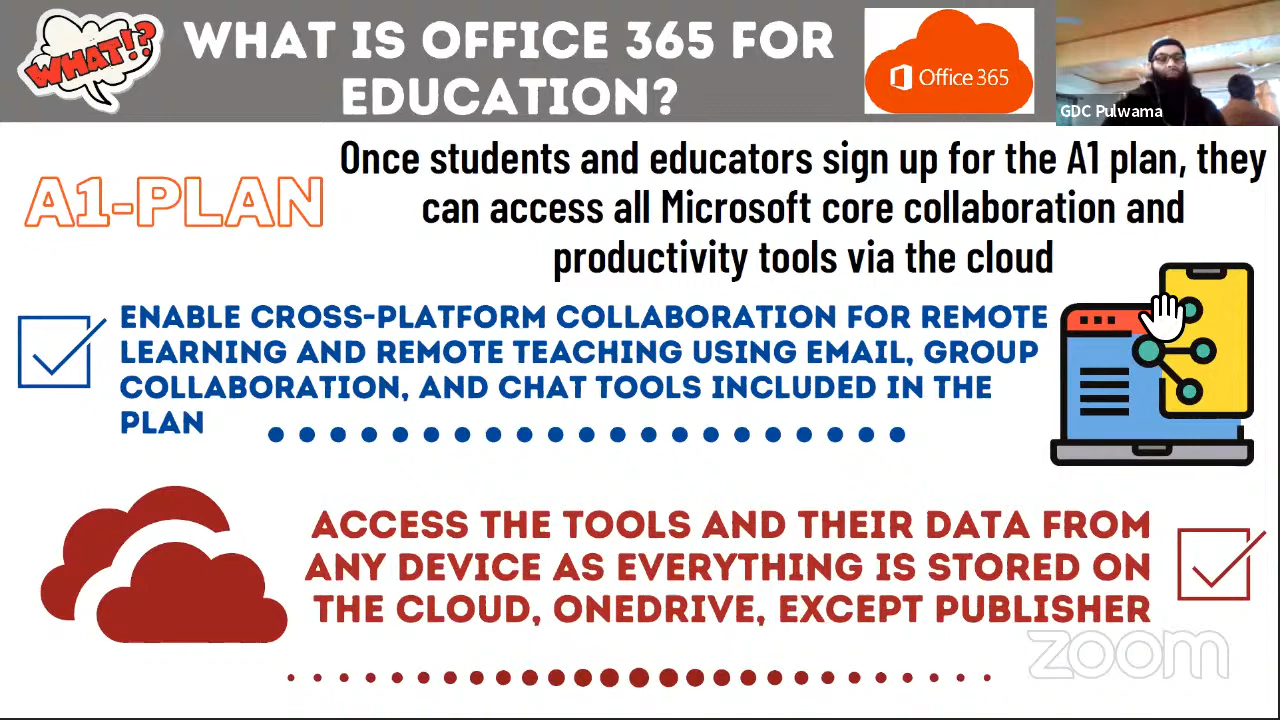 WHAT!?
WHAT IS OFFICE 365 FOR
EDUCATION?
Office 365
GDC Pulwama
A1-PLAN
Once students and educators sign up for the A1 plan, they
can access all Microsoft core collaboration and
productivity tools via the cloud
ENABLE CROSS-PLATFORM COLLABORATION FOR REMOTE
LEARNING AND REMOTE TEACHING USING EMAIL, GROUP
COLLABORATION, AND CHAT TOOLS INCLUDED IN THE
PLAN
ACCESS THE TOOLS AND THEIR DATA FROM
ANY DEVICE AS EVERYTHING IS STORED ON
THE CLOUD, ONEDRIVE, EXCEPT PUBLISHER
zoom